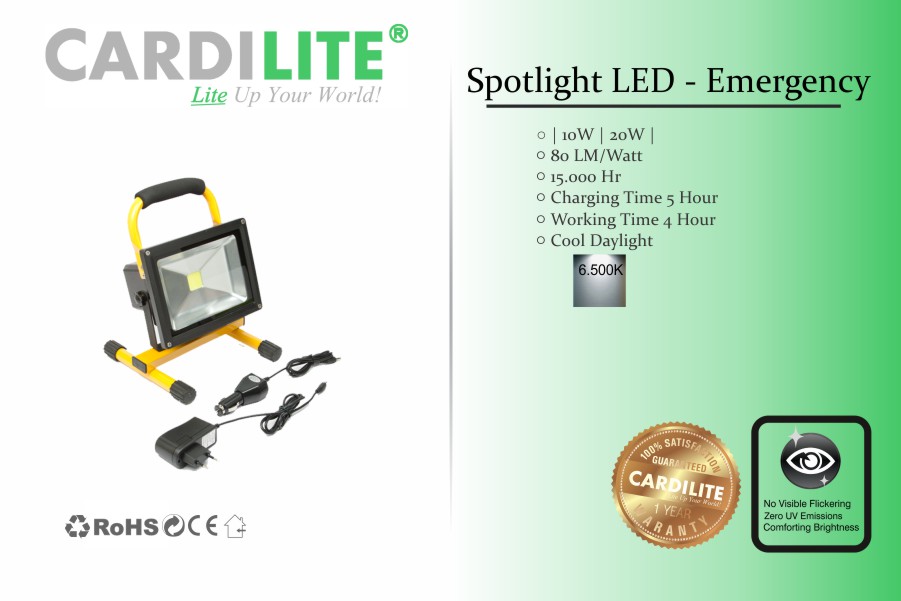 CARDILITE®
Lite Up Your World!
Spotlight LED - Emergency
| 10W | 20W |
80 LM/Watt
15.000 Hr
Charging Time 5 Hour
Working Time 4 Hour
Cool Daylight
6.500K
RoHS CE
100% SATISFACTION
GUARANTEED
CARDILITE
Lite Up Your World!
1 YEAR
WARANTY
No Visible Flickering
Zero UV Emissions
Comforting Brightness